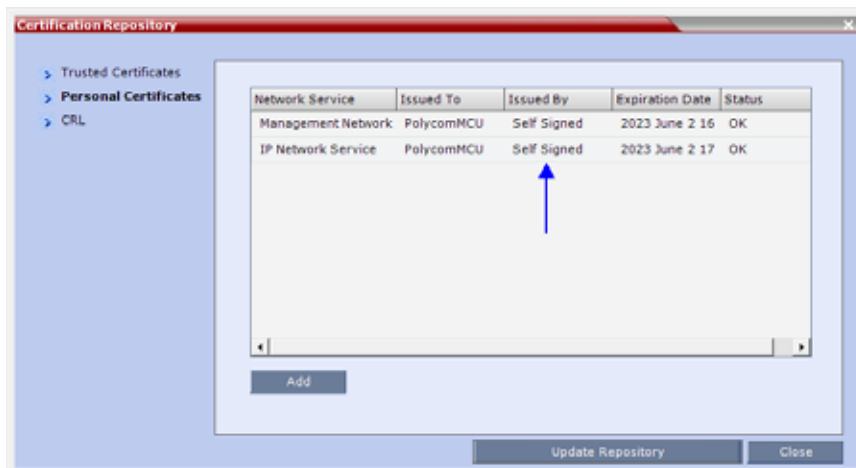 Certification Repository
Trusted Certificates
Personal Certificates
CRL
Network Service Issued To Issued By Expiration Date Status
Management Network PolycomMCU Self Signed 2023 June 2 16 OK
IP Network Service PolycomMCU Self Signed 2023 June 2 17 OK
Add
Update Repository Close